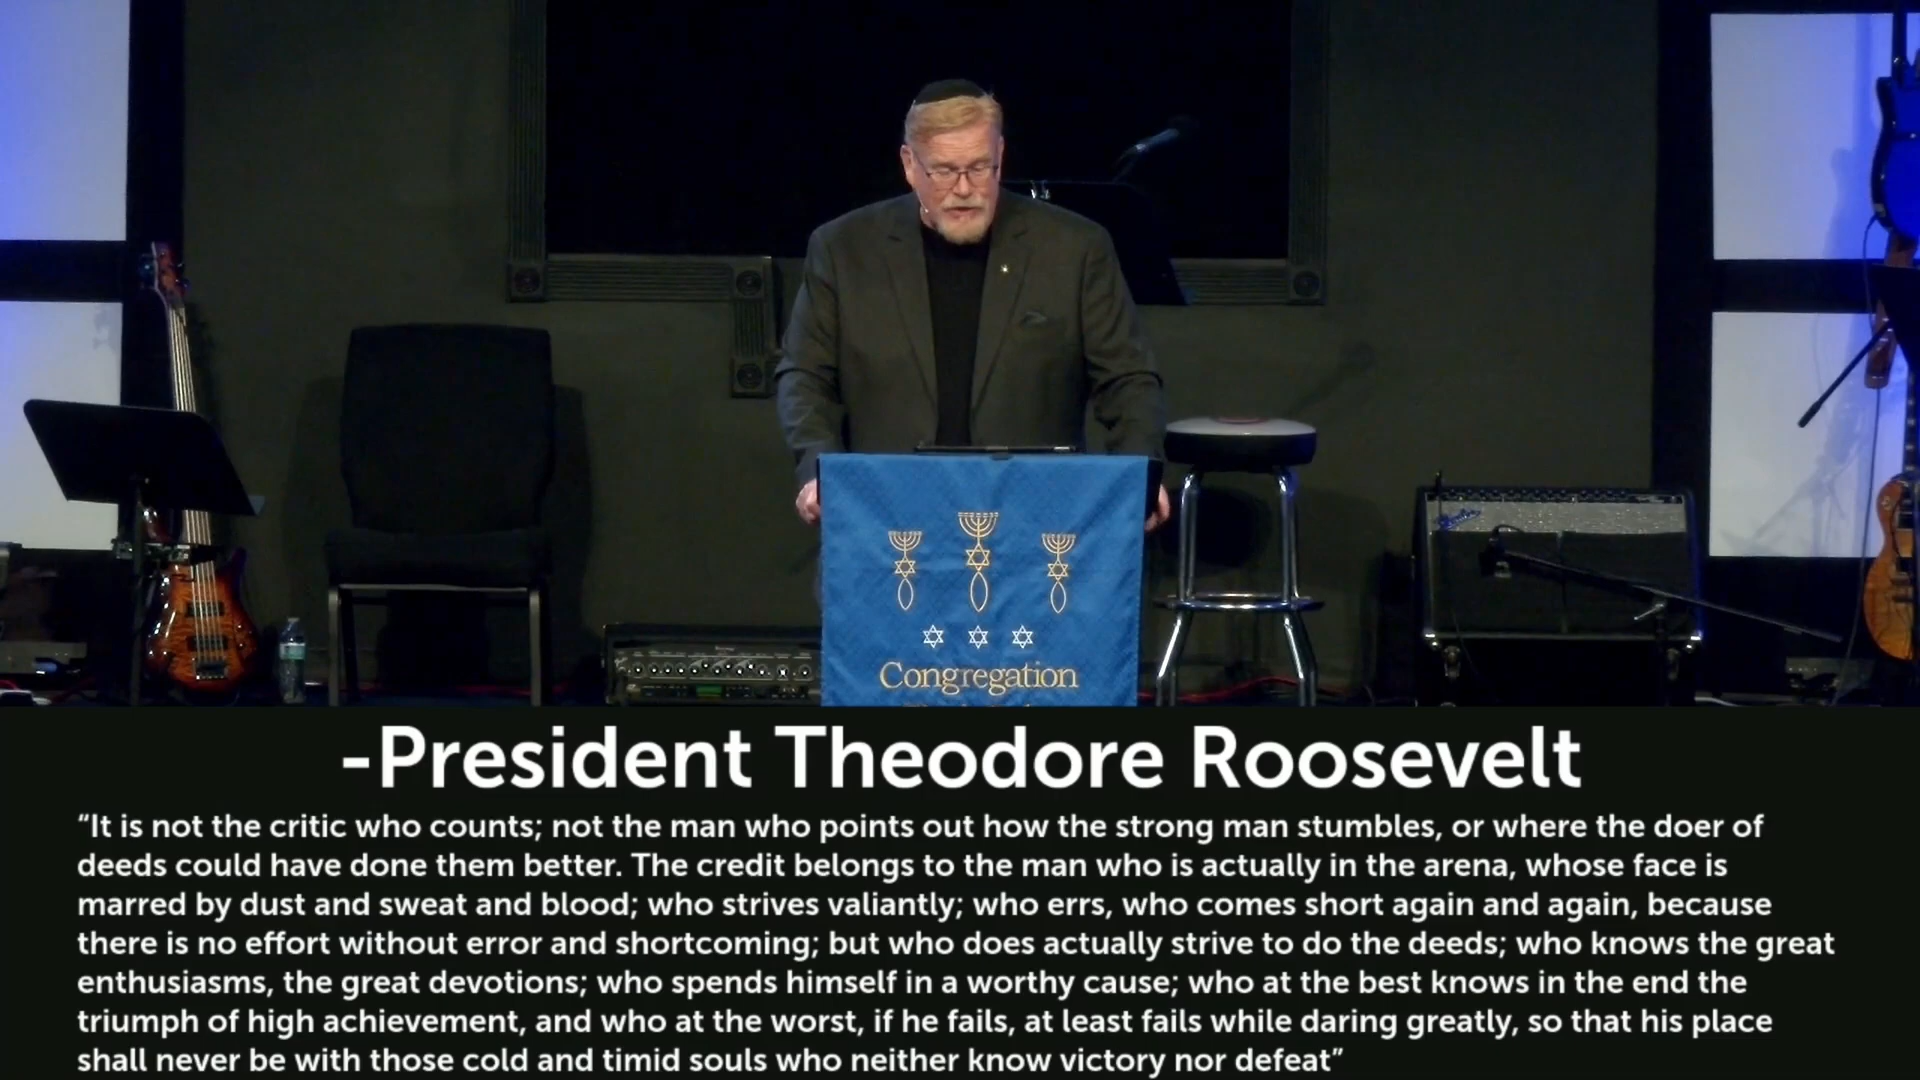 Congregation
-President Theodore Roosevelt
“It is not the critic who counts; not the man who points out how the strong man stumbles, or where the doer of
deeds could have done them better. The credit belongs to the man who is actually in the arena, whose face is
marred by dust and sweat and blood; who strives valiantly; who errs, who comes short again and again, because
there is no effort without error and shortcoming; but who does actually strive to do the deeds; who knows the great
enthusiasms, the great devotions; who spends himself in a worthy cause; who at the best knows in the end the
triumph of high achievement, and who at the worst, if he fails, at least fails while daring greatly, so that his place
shall never be with those cold and timid souls who neither know victory nor defeat”